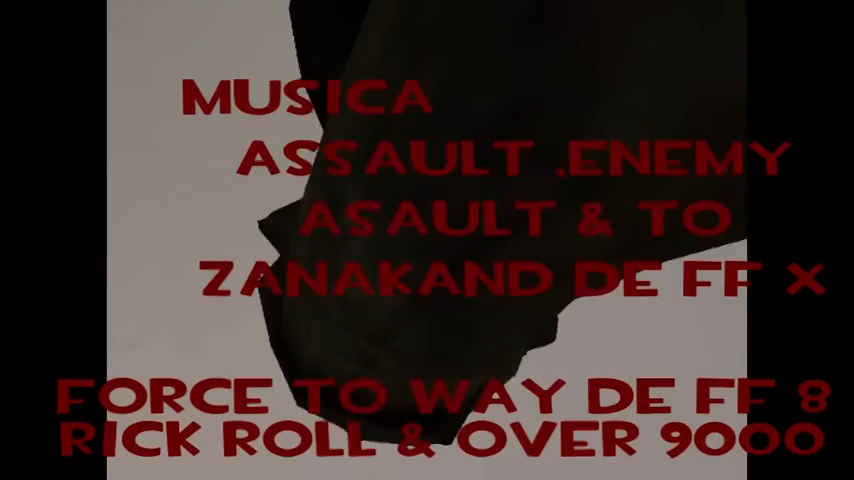 MUSICA
ASSAULT .ENEMY
ASAULT & TO
ZANAKAND DE FF X
FORCE TO WAY DE FF 8
RICK ROLL & OVER 9000